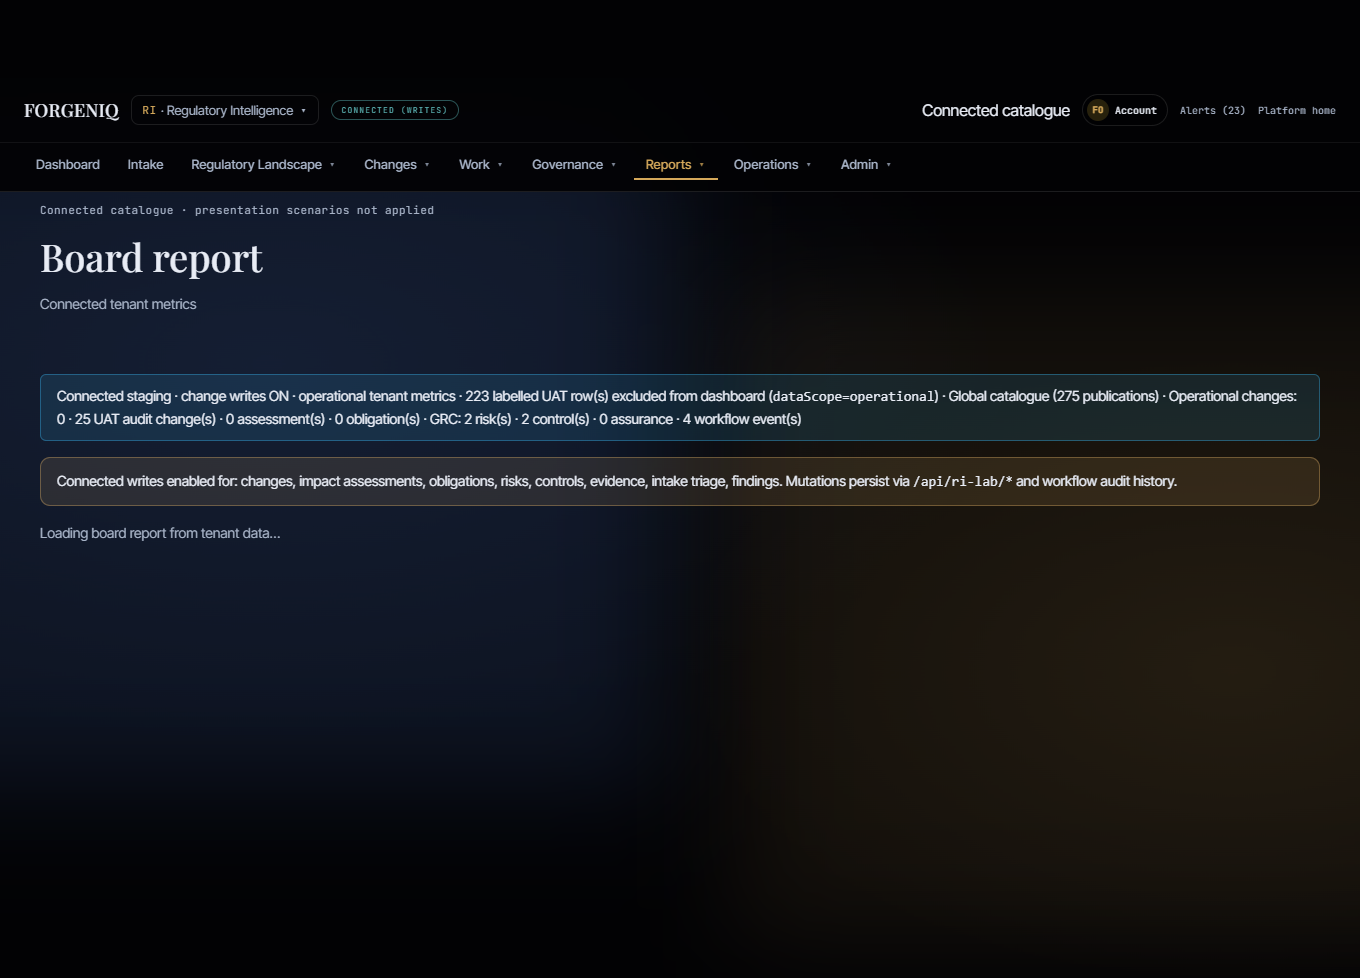 FORGENIQ RI · Regulatory Intelligence ▾ CONNECTED (WRITES) Connected catalogue FO Account Alerts (23) Platform home
Dashboard Intake Regulatory Landscape ▾ Changes ▾ Work ▾ Governance ▾ Reports ▾ Operations ▾ Admin ▾
Connected catalogue · presentation scenarios not applied
Board report
Connected tenant metrics
Connected staging · change writes ON · operational tenant metrics · 223 labelled UAT row(s) excluded from dashboard (dataScope=operational) · Global catalogue (275 publications) · Operational changes:
0 · 25 UAT audit change(s) · 0 assessment(s) · 0 obligation(s) · GRC: 2 risk(s) · 2 control(s) · 0 assurance · 4 workflow event(s)
Connected writes enabled for: changes, impact assessments, obligations, risks, controls, evidence, intake triage, findings. Mutations persist via /api/ri-lab/* and workflow audit history.
Loading board report from tenant data...